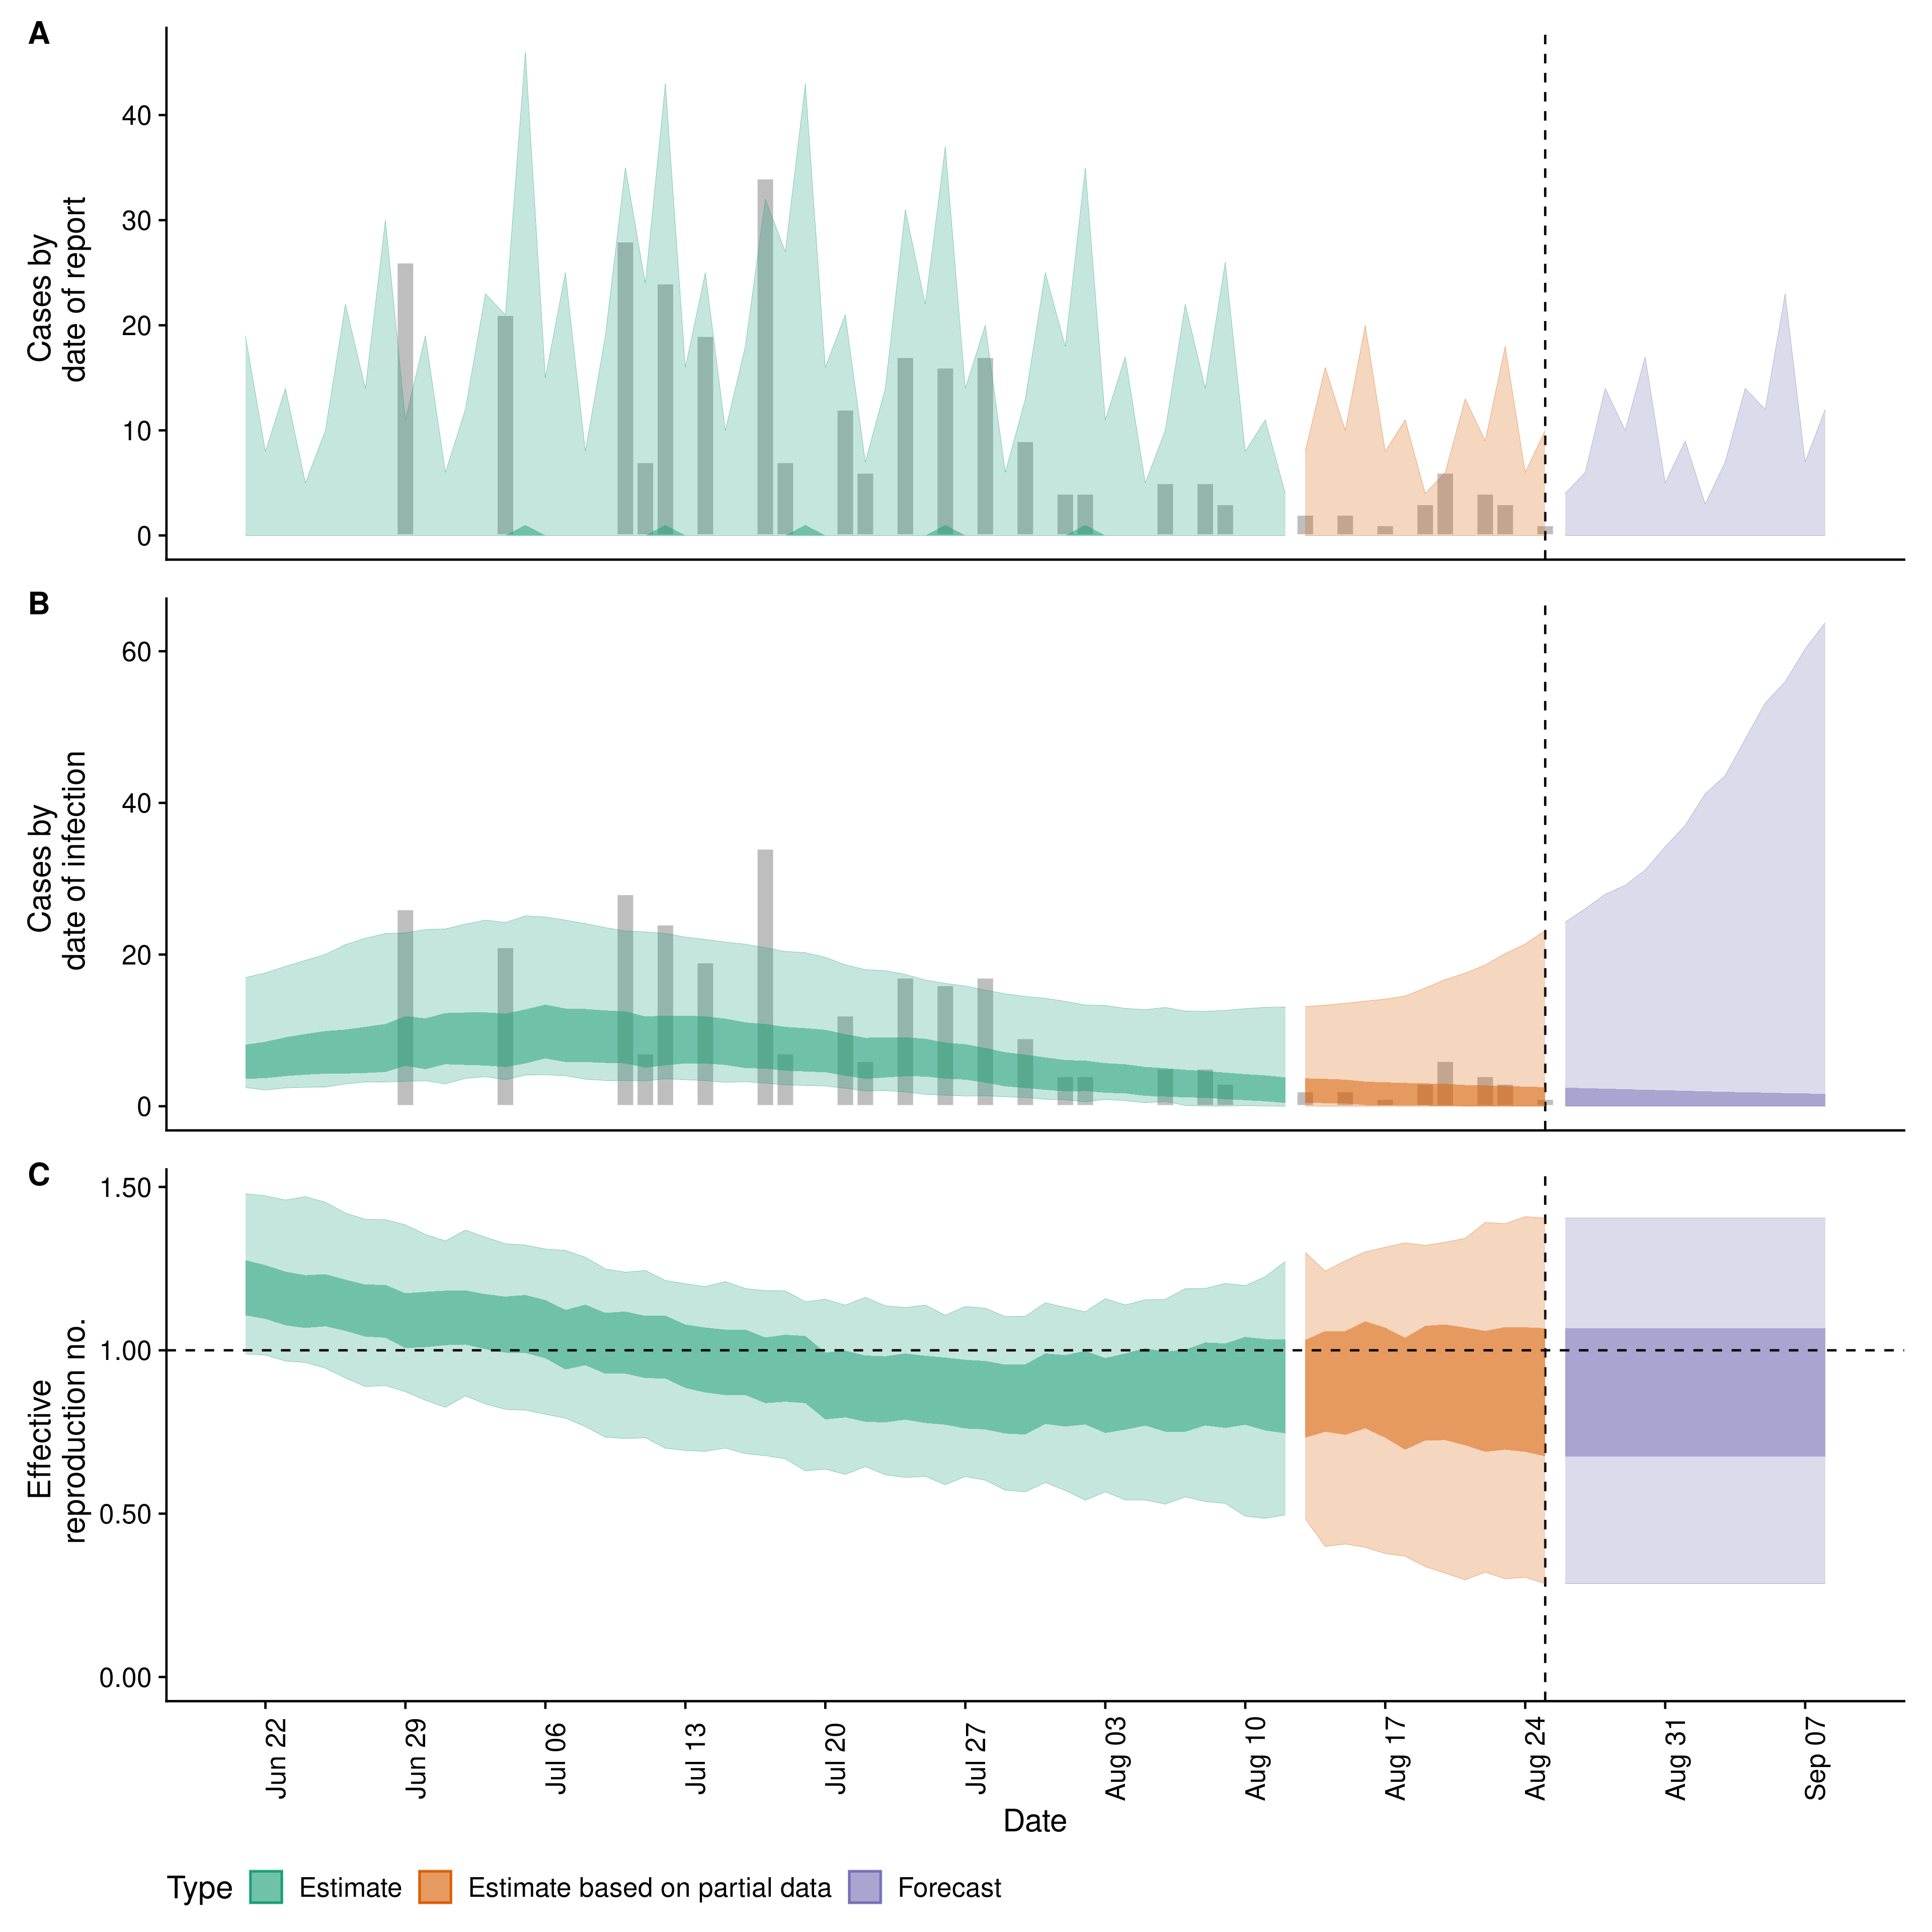 A
Cases by
date of report
40
30
20
10
0
B
Cases by
date of infection
60
40
20
0
C
Effective
reproduction no.
1.50
1.00
0.50
0.00
Jun 22
Jun 29
Jul 06
Jul 13
Jul 20
Jul 27
Aug 03
Aug 10
Aug 17
Aug 24
Aug 31
Sep 07
Date
Type Estimate Estimate based on partial data Forecast